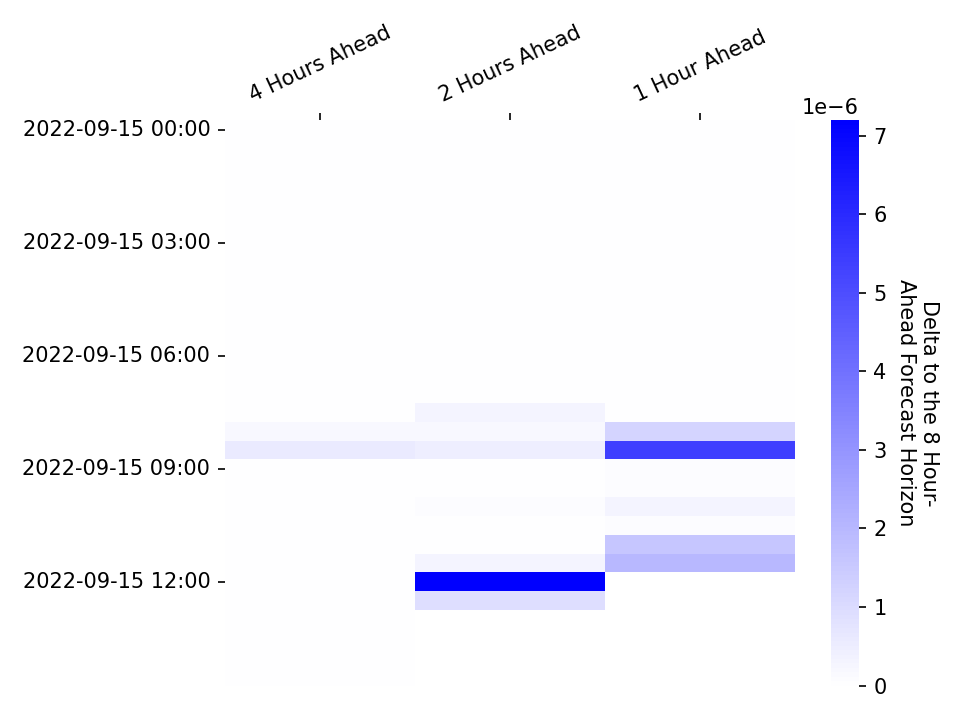 4 Hours Ahead
2 Hours Ahead
1 Hour Ahead
1e−6
2022-09-15 00:00
2022-09-15 03:00
2022-09-15 06:00
2022-09-15 09:00
2022-09-15 12:00
7
6
5
4
3
2
1
0
Delta to the 8 Hour-
Ahead Forecast Horizon